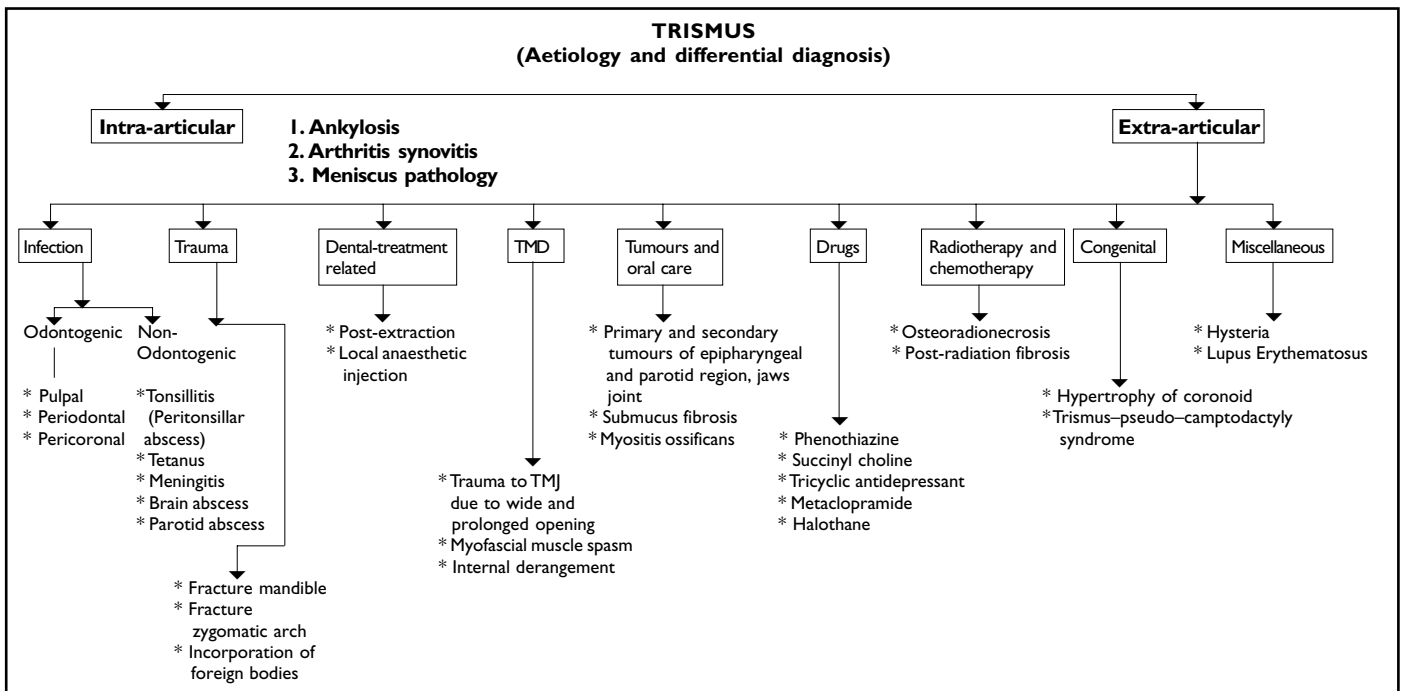 TRISMUS
(Aetiology and differential diagnosis)
Intra-articular
1. Ankylosis
2. Arthritis synovitis
3. Meniscus pathology
Extra-articular
Infection
Odontogenic
* Pulpal
* Periodontal
* Pericoronal
Non-
Odontogenic
* Tonsillitis
(Peritonsillar
abscess)
* Tetanus
* Meningitis
* Brain abscess
* Parotid abscess
Trauma
* Fracture mandible
* Fracture
zygomatic arch
* Incorporation of
foreign bodies
Dental-treatment
related
* Post-extraction
* Local anaesthetic
injection
TMD
* Trauma to TMJ
due to wide and
prolonged opening
* Myofascial muscle spasm
* Internal derangement
Tumours and
oral care
* Primary and secondary
tumours of epipharyngeal
and parotid region, jaws
joint
* Submucus fibrosis
* Myositis ossificans
Drugs
* Phenothiazine
* Succinyl choline
* Tricyclic antidepressant
* Metaclopramide
* Halothane
Radiotherapy and
chemotherapy
* Osteoradionecrosis
* Post-radiation fibrosis
Congenital
* Hypertrophy of coronoid
* Trismus–pseudo–camptodactyly
syndrome
Miscellaneous
* Hysteria
* Lupus Erythematosus